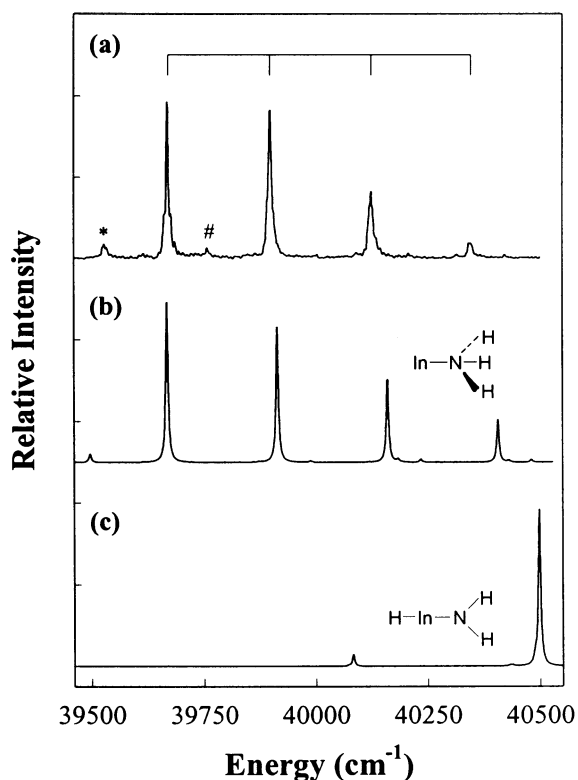 (a)
*
#
(b)
H
In N H
H
(c)
H
H In N
H
Relative Intensity
39500 39750 40000 40250 40500
Energy (cm⁻¹)